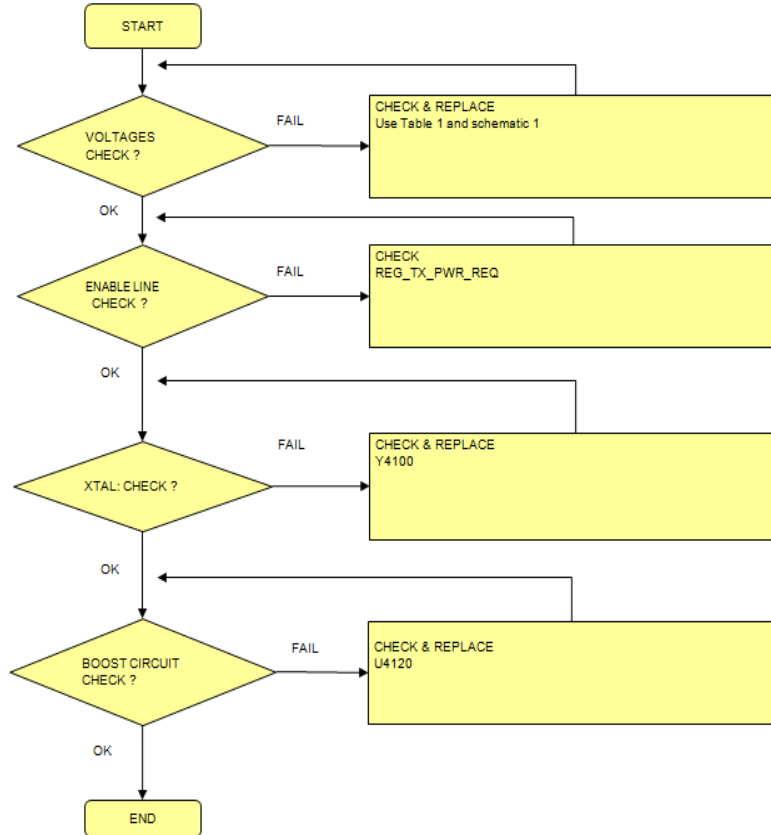 START
VOLTAGES
CHECK ?
FAIL
CHECK & REPLACE
Use Table 1 and schematic 1
OK
ENABLE LINE
CHECK ?
FAIL
CHECK
REG_TX_PWR_REQ
OK
XTAL: CHECK ?
FAIL
CHECK & REPLACE
Y4100
OK
BOOST CIRCUIT
CHECK ?
FAIL
CHECK & REPLACE
U4120
OK
END